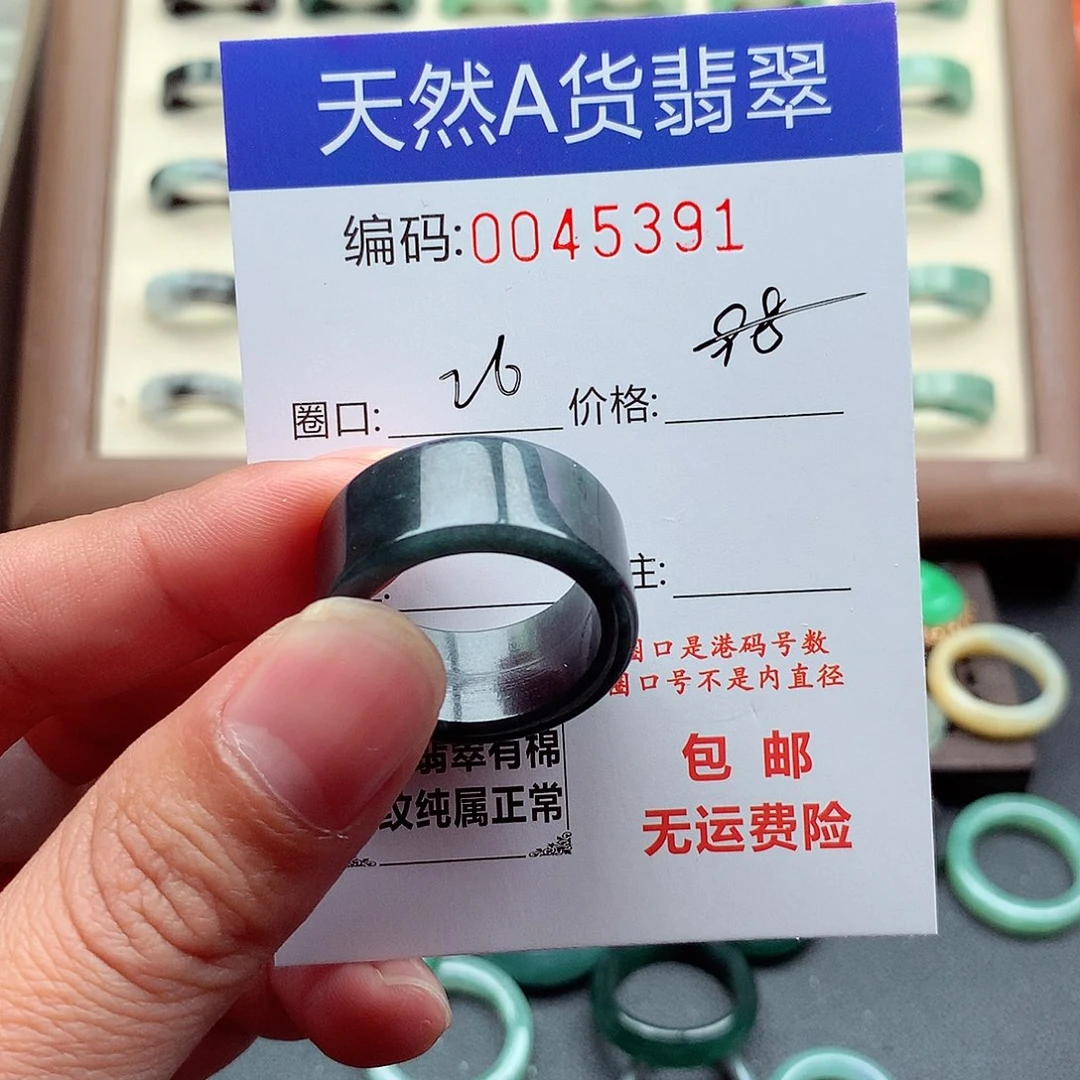 天然A货翡翠
编码:0045391
圈口: 26 价格: 98
主:
圈口是港码号数
圈口号不是内直径
翡翠有棉
纹纯属正常
包 邮
无运费险